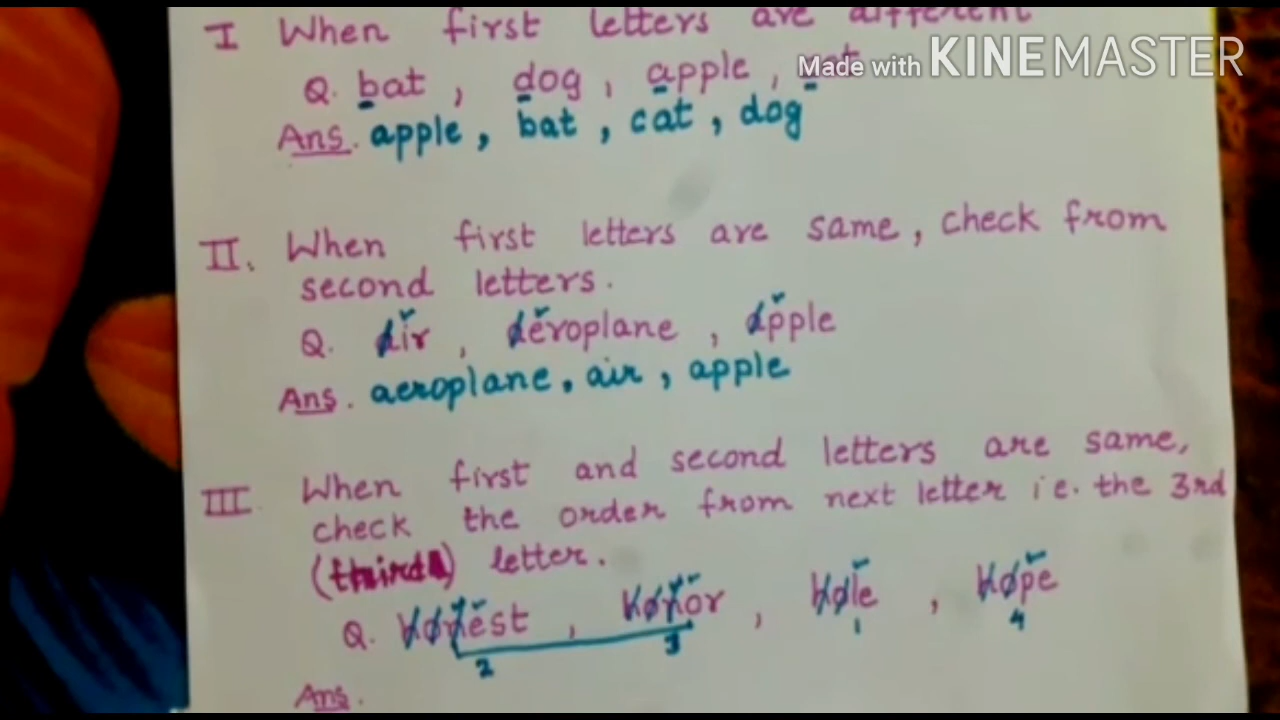 I When first letters are different
Made with KINEMASTER
Q. bat , dog , apple ,
Ans. apple , bat , cat , dog
II. When first letters are same, check from
second letters.
Q. air , aeroplane , apple
Ans. aeroplane, air , apple
III When first and second letters are same,
check the order from next letter ie. the 3rd
(third) letter.
Q. honest , honor , hole , hope
2 3 1 4
Ans.